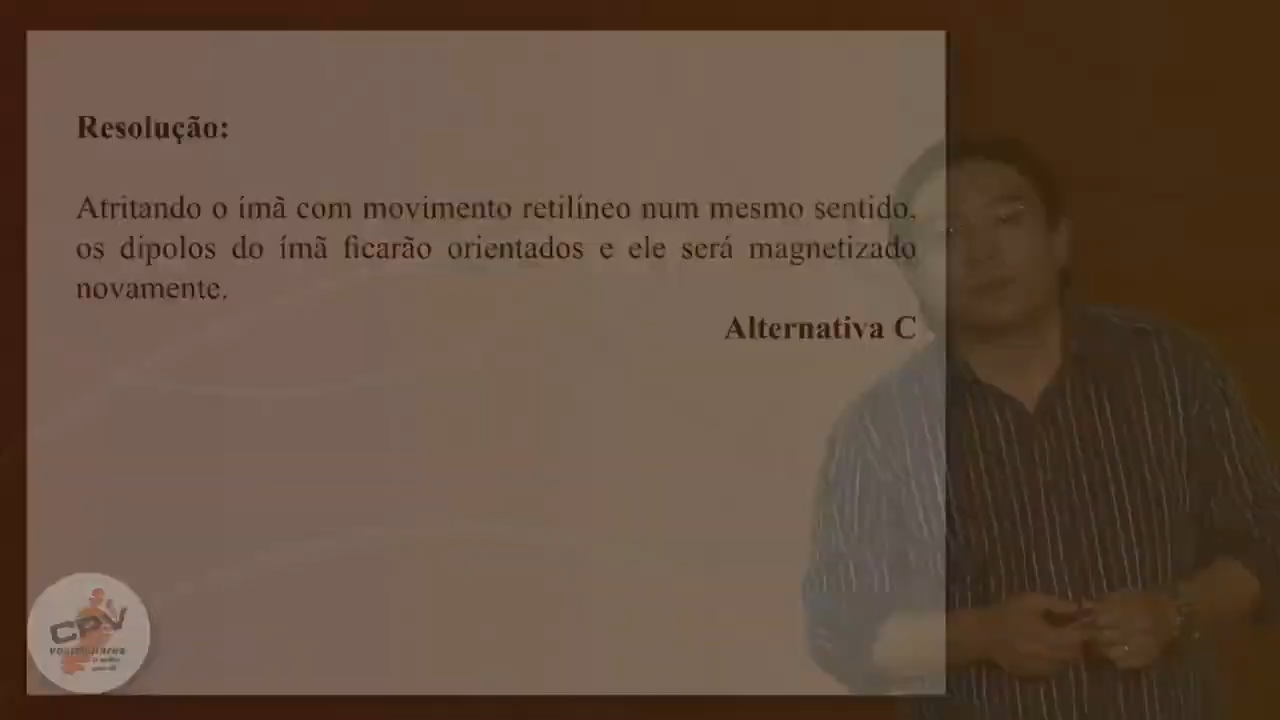 Resolução:
Atritando o ímã com movimento retilíneo num mesmo sentido,
os dípolos do ímã ficarão orientados e ele será magnetizado
novamente.
Alternativa C
CPV
vestibulares